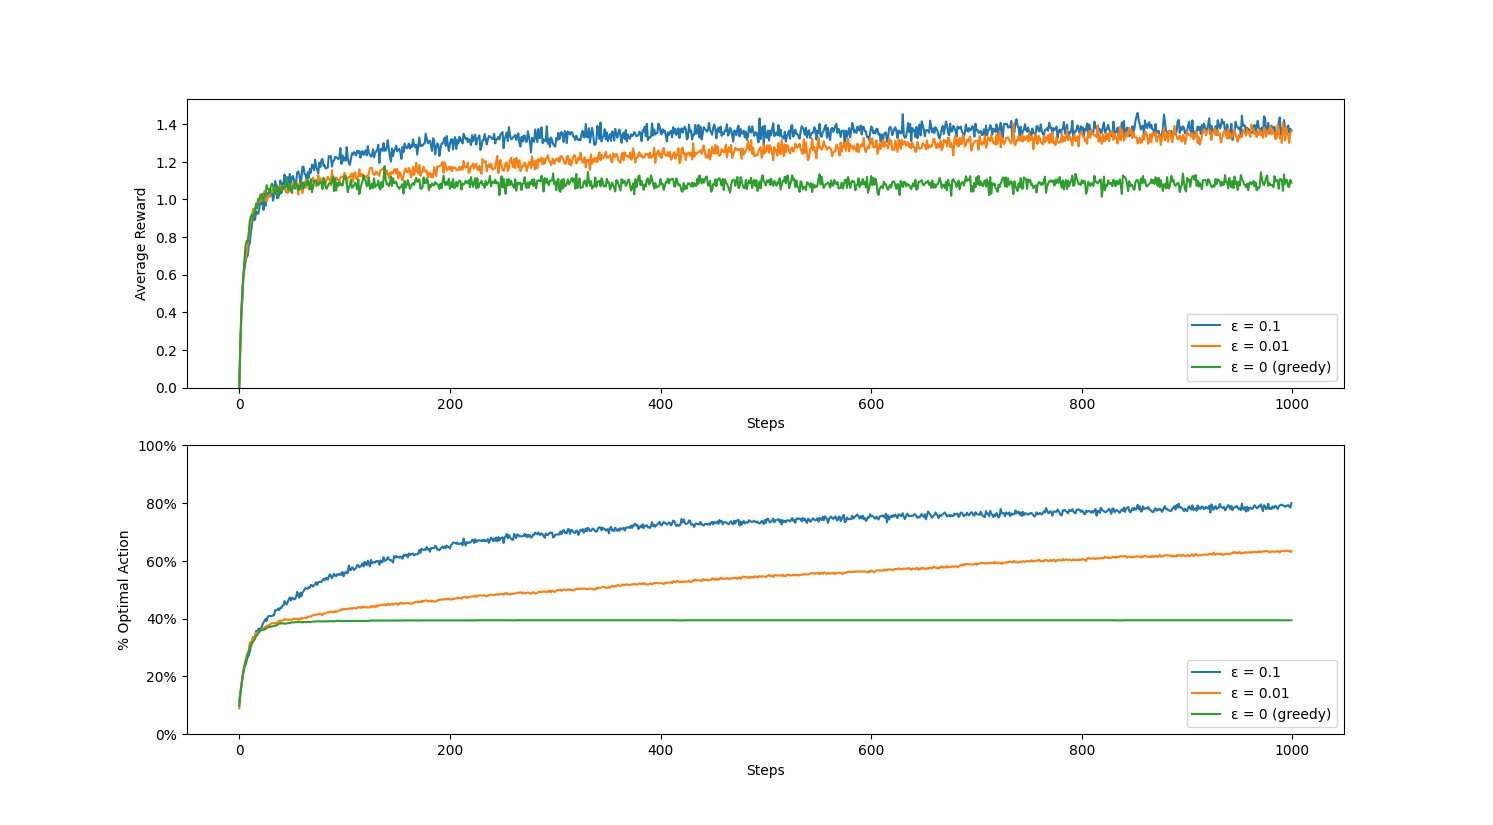 Average Reward
1.4
1.2
1.0
0.8
0.6
0.4
0.2
0.0
ε = 0.1
ε = 0.01
ε = 0 (greedy)
0 200 400 600 800 1000
Steps
% Optimal Action
100%
80%
60%
40%
20%
0%
ε = 0.1
ε = 0.01
ε = 0 (greedy)
0 200 400 600 800 1000
Steps